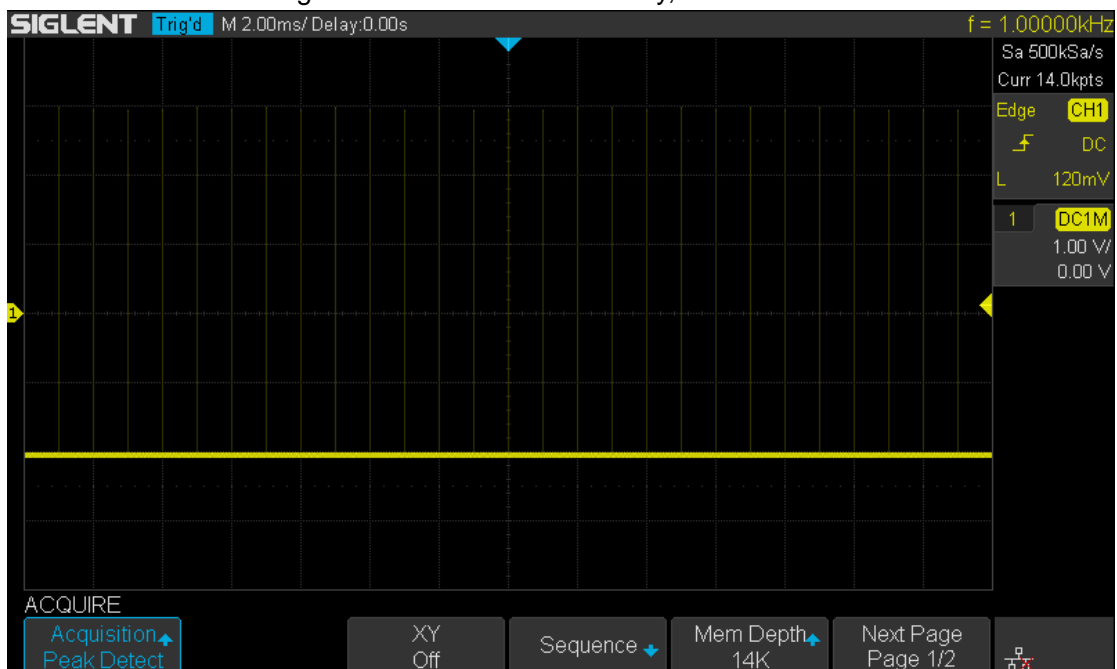 SIGLENT Trig'd M 2.00ms/ Delay:0.00s f = 1.00000kHz
Sa 500kSa/s
Curr 14.0kpts
Edge CH1
DC
L 120mV
1 DC1M
1.00 V/
0.00 V
1
ACQUIRE
Acquisition
Peak Detect
XY
Off
Sequence
Mem Depth
14K
Next Page
Page 1/2